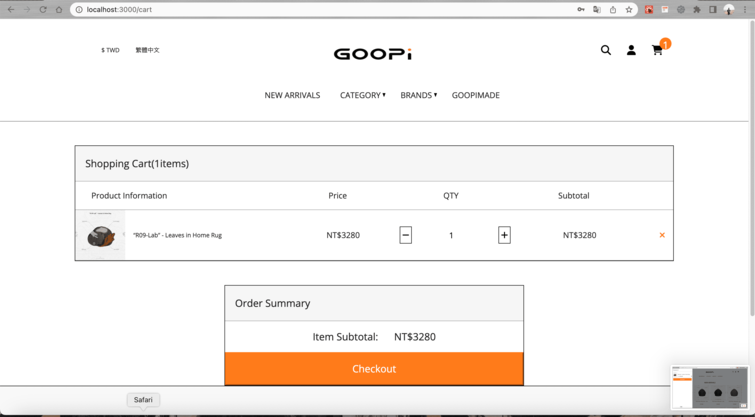 localhost:3000/cart
$ TWD 繁體中文
GOOPi
1
NEW ARRIVALS CATEGORY▼ BRANDS▼ GOOPIMADE
Shopping Cart(1items)
Product Information Price QTY Subtotal
"R09-Lab" - Leaves in Home Rug NT$3280 − 1 + NT$3280 ×
Order Summary
Item Subtotal: NT$3280
Checkout
Safari